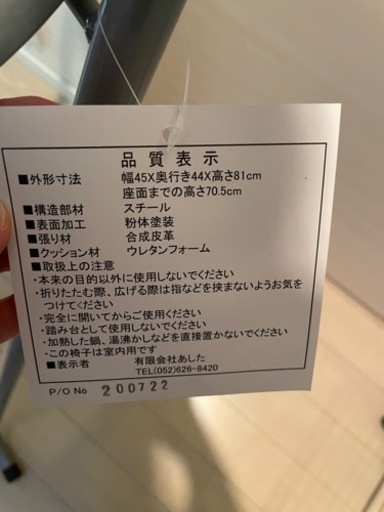 品質表示
■外形寸法 幅45X奥行き44X高さ81cm
座面までの高さ70.5cm
■構造部材 スチール
■表面加工 粉体塗装
■張り材 合成皮革
■クッション材 ウレタンフォーム
■取扱上の注意
・本来の目的以外に使用しないでください
・折りたたむ際、広げる際は指などを挟まないようお気を
つけてください
・完全に開いてからご使用ください
・踏み台として使用しないでください
・加熱した鍋、湯沸かしなどを直接置かないでください
・この椅子は室内用です
■表示者 有限会社あした
TEL(052)626-8420
P/O No 200722